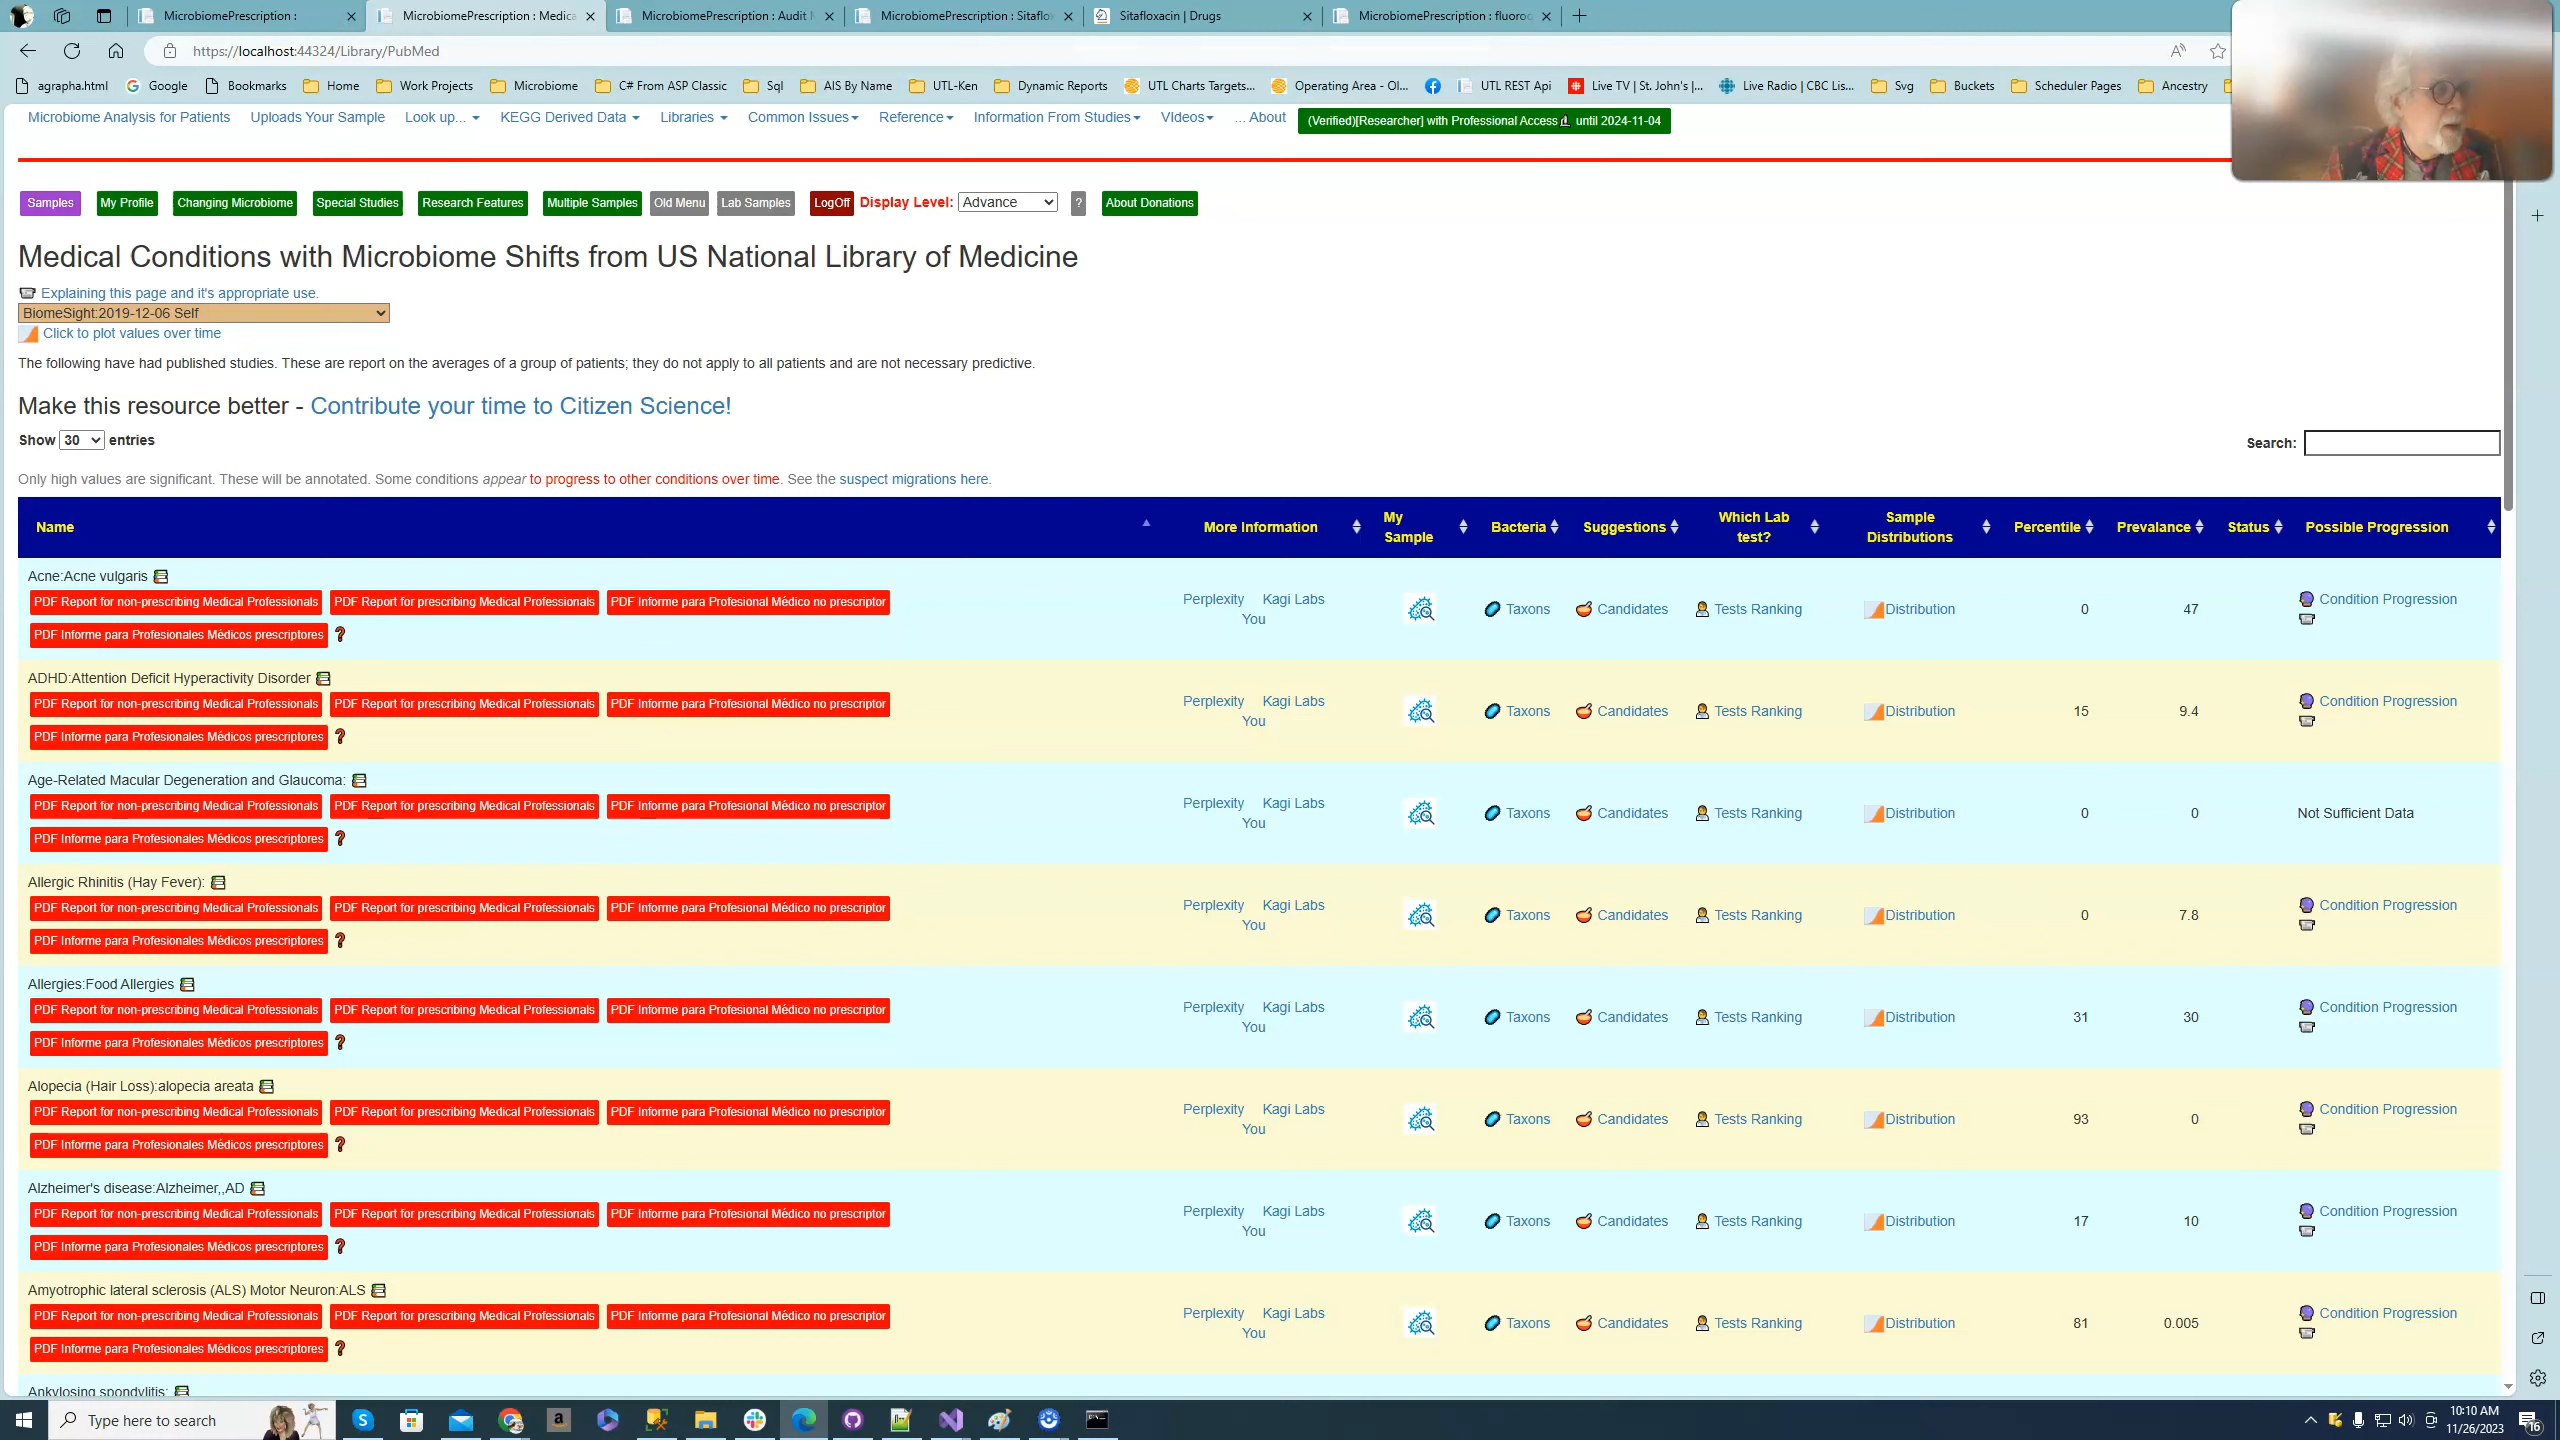 MicrobiomePrescription :
MicrobiomePrescription : Medica
MicrobiomePrescription : Audit
MicrobiomePrescription : Sitaflox
Sitafloxacin | Drugs
MicrobiomePrescription : fluoroq
https://localhost:44324/Library/PubMed
agrapha.html Google Bookmarks Home Work Projects Microbiome C# From ASP Classic Sql AIS By Name UTL-Ken Dynamic Reports UTL Charts Targets... Operating Area - Ol... UTL REST Api Live TV | St. John's |... Live Radio | CBC Lis... Svg Buckets Scheduler Pages Ancestry
Microbiome Analysis for Patients Uploads Your Sample Look up... KEGG Derived Data Libraries Common Issues Reference Information From Studies VIdeos ... About (Verified)[Researcher] with Professional Access until 2024-11-04
Samples My Profile Changing Microbiome Special Studies Research Features Multiple Samples Old Menu Lab Samples LogOff Display Level: Advance ? About Donations
Medical Conditions with Microbiome Shifts from US National Library of Medicine
Explaining this page and it's appropriate use.
BiomeSight:2019-12-06 Self
Click to plot values over time
The following have had published studies. These are report on the averages of a group of patients; they do not apply to all patients and are not necessary predictive.
Make this resource better - Contribute your time to Citizen Science!
Show 30 entries
Search:
Only high values are significant. These will be annotated. Some conditions appear to progress to other conditions over time. See the suspect migrations here.
Name More Information My Sample Bacteria Suggestions Which Lab test? Sample Distributions Percentile Prevalance Status Possible Progression
Acne:Acne vulgaris
PDF Report for non-prescribing Medical Professionals PDF Report for prescribing Medical Professionals PDF Informe para Profesional Médico no prescriptor
PDF Informe para Profesionales Médicos prescriptores ?
Perplexity Kagi Labs
You
Taxons Candidates Tests Ranking Distribution 0 47 Condition Progression
ADHD:Attention Deficit Hyperactivity Disorder
PDF Report for non-prescribing Medical Professionals PDF Report for prescribing Medical Professionals PDF Informe para Profesional Médico no prescriptor
PDF Informe para Profesionales Médicos prescriptores ?
Perplexity Kagi Labs
You
Taxons Candidates Tests Ranking Distribution 15 9.4 Condition Progression
Age-Related Macular Degeneration and Glaucoma:
PDF Report for non-prescribing Medical Professionals PDF Report for prescribing Medical Professionals PDF Informe para Profesional Médico no prescriptor
PDF Informe para Profesionales Médicos prescriptores ?
Perplexity Kagi Labs
You
Taxons Candidates Tests Ranking Distribution 0 0 Not Sufficient Data
Allergic Rhinitis (Hay Fever):
PDF Report for non-prescribing Medical Professionals PDF Report for prescribing Medical Professionals PDF Informe para Profesional Médico no prescriptor
PDF Informe para Profesionales Médicos prescriptores ?
Perplexity Kagi Labs
You
Taxons Candidates Tests Ranking Distribution 0 7.8 Condition Progression
Allergies:Food Allergies
PDF Report for non-prescribing Medical Professionals PDF Report for prescribing Medical Professionals PDF Informe para Profesional Médico no prescriptor
PDF Informe para Profesionales Médicos prescriptores ?
Perplexity Kagi Labs
You
Taxons Candidates Tests Ranking Distribution 31 30 Condition Progression
Alopecia (Hair Loss):alopecia areata
PDF Report for non-prescribing Medical Professionals PDF Report for prescribing Medical Professionals PDF Informe para Profesional Médico no prescriptor
PDF Informe para Profesionales Médicos prescriptores ?
Perplexity Kagi Labs
You
Taxons Candidates Tests Ranking Distribution 93 0 Condition Progression
Alzheimer's disease:Alzheimer,,AD
PDF Report for non-prescribing Medical Professionals PDF Report for prescribing Medical Professionals PDF Informe para Profesional Médico no prescriptor
PDF Informe para Profesionales Médicos prescriptores ?
Perplexity Kagi Labs
You
Taxons Candidates Tests Ranking Distribution 17 10 Condition Progression
Amyotrophic lateral sclerosis (ALS) Motor Neuron:ALS
PDF Report for non-prescribing Medical Professionals PDF Report for prescribing Medical Professionals PDF Informe para Profesional Médico no prescriptor
PDF Informe para Profesionales Médicos prescriptores ?
Perplexity Kagi Labs
You
Taxons Candidates Tests Ranking Distribution 81 0.005 Condition Progression
Ankylosing spondylitis:
Type here to search
10:10 AM
11/26/2023
16